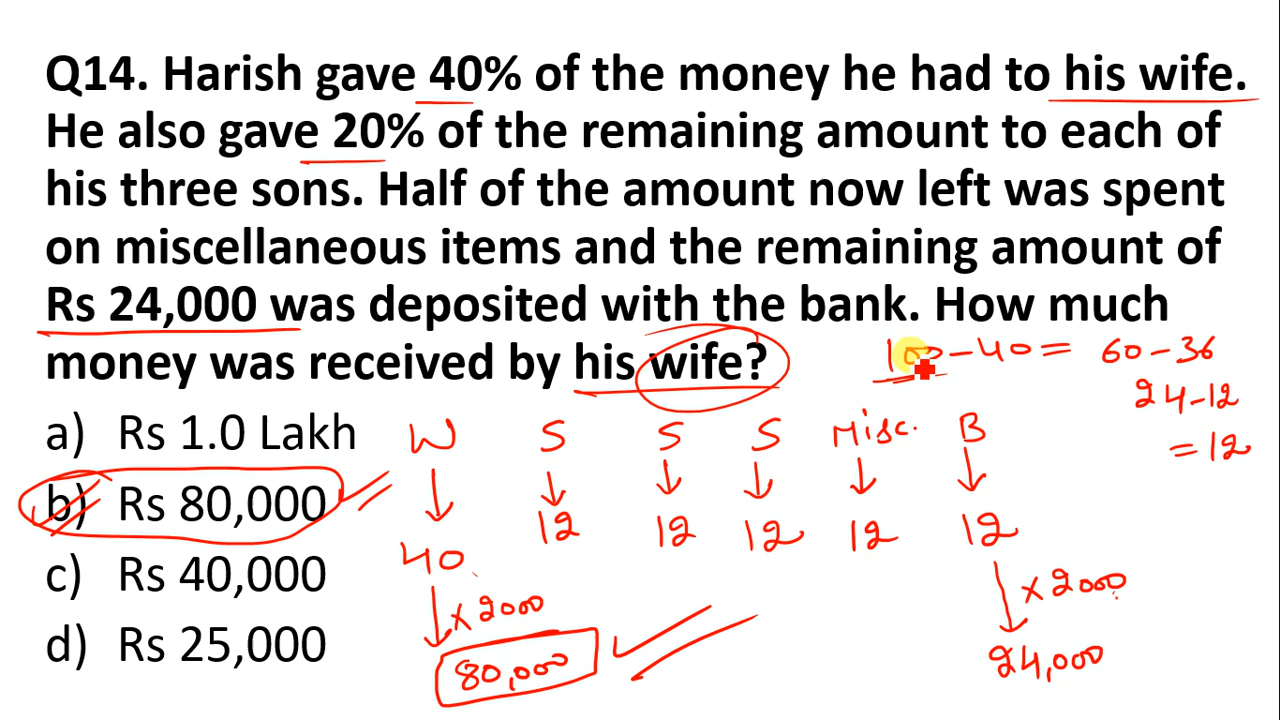 Q14. Harish gave 40% of the money he had to his wife.
He also gave 20% of the remaining amount to each of
his three sons. Half of the amount now left was spent
on miscellaneous items and the remaining amount of
Rs 24,000 was deposited with the bank. How much
money was received by his wife?
100 - 40 = 60 - 36
24 - 12
= 12
a) Rs 1.0 Lakh
b) Rs 80,000
c) Rs 40,000
d) Rs 25,000
W S S S Misc. B
40 12 12 12 12 12
x 2000 x 2000
80,000 24,000